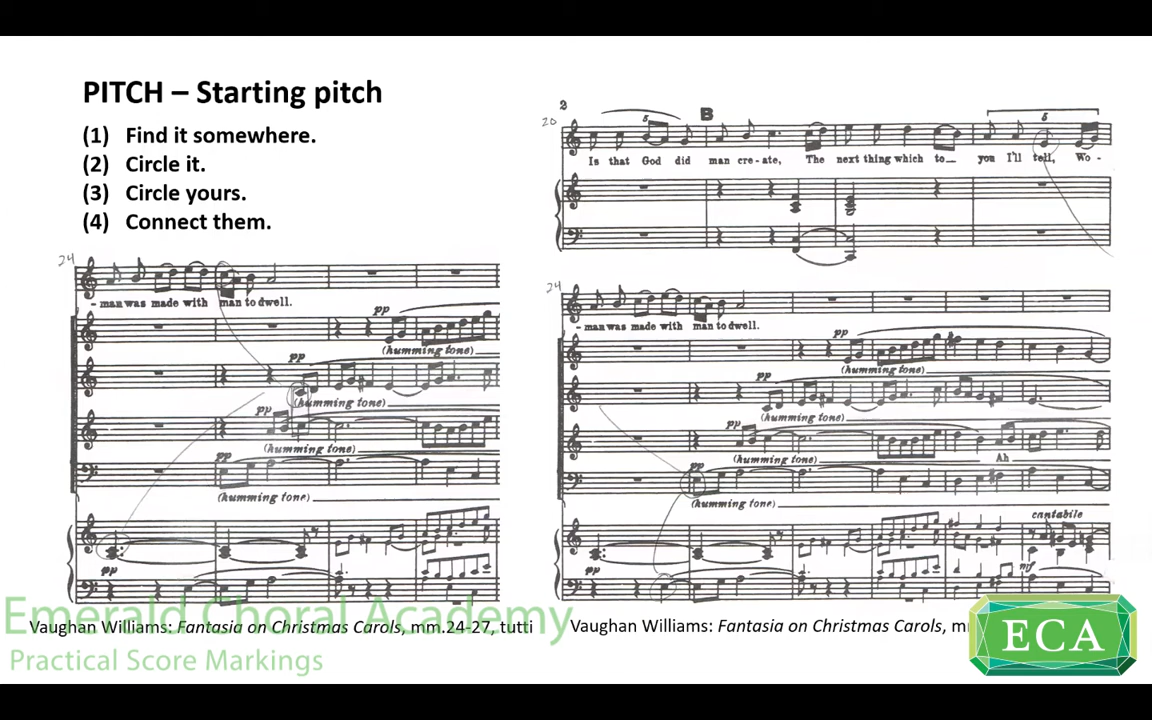 PITCH – Starting pitch
(1) Find it somewhere.
(2) Circle it.
(3) Circle yours.
(4) Connect them.
24
- man was made with man to dwell.
pp
(humming tone)
pp
(humming tone)
pp
(humming tone)
pp
(humming tone)
pp
Vaughan Williams: Fantasia on Christmas Carols, mm.24-27, tutti
2
20
5
B
5
Is that God did man cre - ate, The next thing which to you I'll tell, Wo -
24
- man was made with man to dwell.
pp
(humming tone)
pp
(humming tone)
pp
(humming tone)
Ah
pp
(humming tone)
cantabile
pp
mf
Vaughan Williams: Fantasia on Christmas Carols,
Emerald Choral Academy
Practical Score Markings
ECA